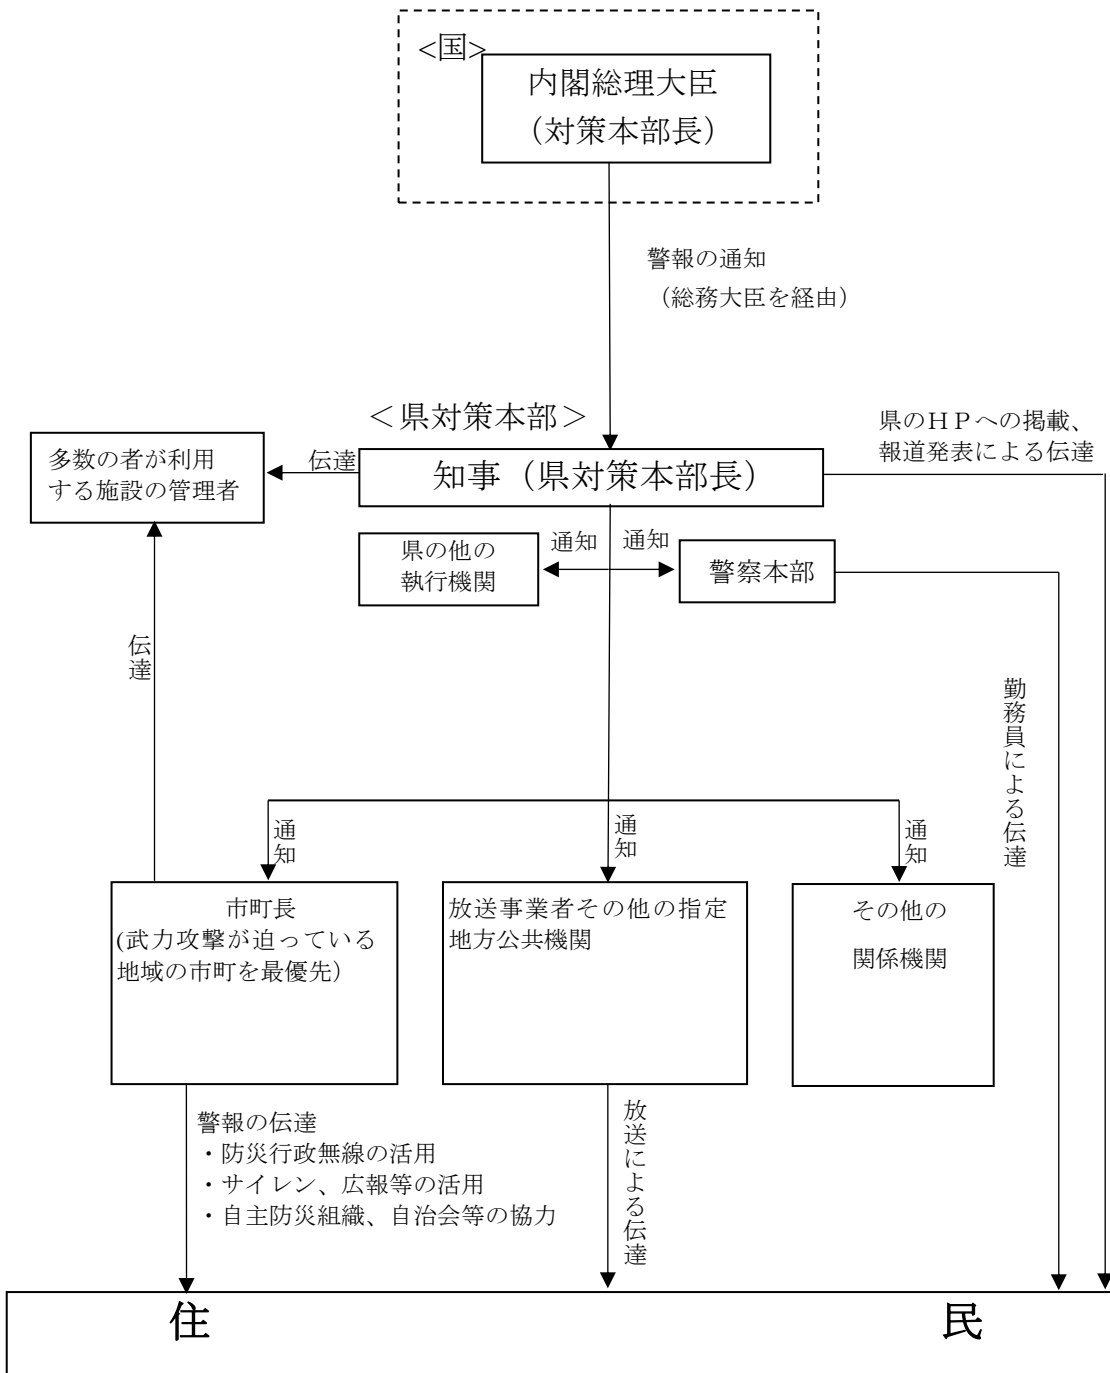 <国>
内閣総理大臣
（対策本部長）
警報の通知
（総務大臣を経由）
＜県対策本部＞
県のＨＰへの掲載、
報道発表による伝達
多数の者が利用
する施設の管理者
伝達
知事（県対策本部長）
県の他の
執行機関
通知
通知
警察本部
伝達
勤務員による伝達
通知
通知
通知
市町長
(武力攻撃が迫っている
地域の市町を最優先）
放送事業者その他の指定
地方公共機関
その他の
関係機関
警報の伝達
・防災行政無線の活用
・サイレン、広報等の活用
・自主防災組織、自治会等の協力
放送による伝達
住 民